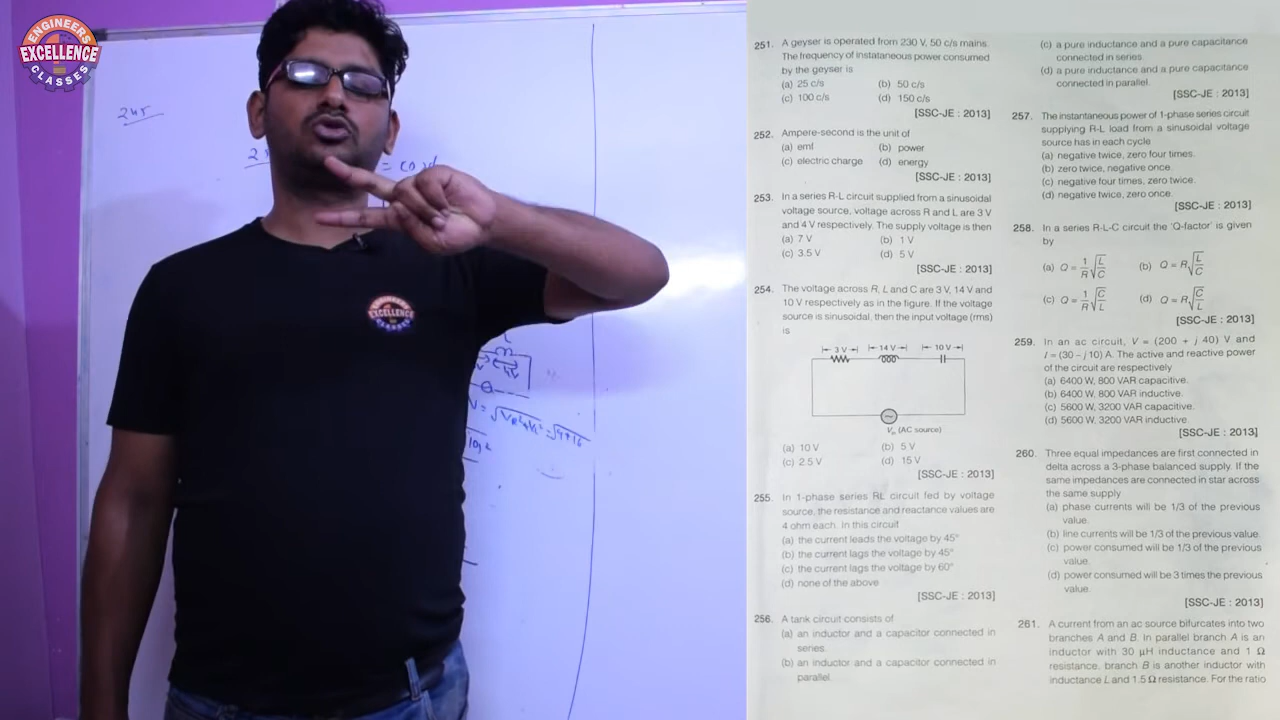 ENGINEERS
EXCELLENCE
CLASSES
245
EXCELLENCE
251. A geyser is operated from 230 V, 50 c/s mains.
The frequency of instataneous power consumed
by the geyser is
(a) 25 c/s (b) 50 c/s
(c) 100 c/s (d) 150 c/s
[SSC-JE : 2013]
252. Ampere-second is the unit of
(a) emf (b) power
(c) electric charge (d) energy
[SSC-JE : 2013]
253. In a series R-L circuit supplied from a sinusoidal
voltage source, voltage across R and L are 3 V
and 4 V respectively. The supply voltage is then
(a) 7 V (b) 1 V
(c) 3.5 V (d) 5 V
[SSC-JE : 2013]
254. The voltage across R, L and C are 3 V, 14 V and
10 V respectively as in the figure. If the voltage
source is sinusoidal, then the input voltage (rms)
is
3 V 14 V 10 V
(AC source)
(a) 10 V (b) 5 V
(c) 2.5 V (d) 15 V
[SSC-JE : 2013]
255. In 1-phase series RL circuit fed by voltage
source, the resistance and reactance values are
4 ohm each. In this circuit
(a) the current leads the voltage by 45°
(b) the current lags the voltage by 45°
(c) the current lags the voltage by 60°
(d) none of the above
[SSC-JE : 2013]
256. A tank circuit consists of
(a) an inductor and a capacitor connected in
series.
(b) an inductor and a capacitor connected in
parallel.
(c) a pure inductance and a pure capacitance
connected in series.
(d) a pure inductance and a pure capacitance
connected in parallel.
[SSC-JE : 2013]
257. The instantaneous power of 1-phase series circuit
supplying R-L load from a sinusoidal voltage
source has in each cycle
(a) negative twice, zero four times.
(b) zero twice, negative once.
(c) negative four times, zero twice.
(d) negative twice, zero once.
[SSC-JE : 2013]
258. In a series R-L-C circuit the 'Q-factor' is given
by
(a) Q = 1/R √(L/C) (b) Q = R√(L/C)
(c) Q = 1/R √(C/L) (d) Q = R√(C/L)
[SSC-JE : 2013]
259. In an ac circuit, V = (200 + j 40) V and
I = (30 – j 10) A. The active and reactive power
of the circuit are respectively
(a) 6400 W, 800 VAR capacitive.
(b) 6400 W, 800 VAR inductive.
(c) 5600 W, 3200 VAR capacitive.
(d) 5600 W, 3200 VAR inductive
[SSC-JE : 2013]
260. Three equal impedances are first connected in
delta across a 3-phase balanced supply. If the
same impedances are connected in star across
the same supply
(a) phase currents will be 1/3 of the previous
value.
(b) line currents will be 1/3 of the previous value.
(c) power consumed will be 1/3 of the previous
value.
(d) power consumed will be 3 times the previous
value.
[SSC-JE : 2013]
261. A current from an ac source bifurcates into two
branches A and B. In parallel branch A is an
inductor with 30 μH inductance and 1 Ω
resistance, branch B is another inductor with
inductance L and 1.5 Ω resistance. For the ratio